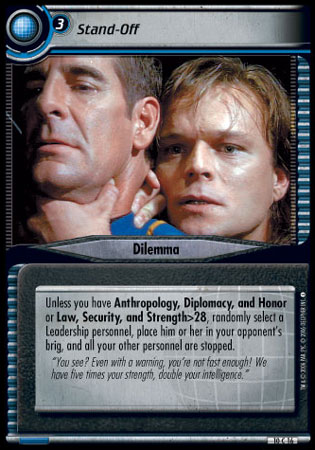 3
Stand-Off
Dilemma
Unless you have Anthropology, Diplomacy, and Honor
or Law, Security, and Strength>28, randomly select a
Leadership personnel, place him or her in your opponent's
brig, and all your other personnel are stopped.
"You see? Even with a warning, you're not fast enough! We
have five times your strength, double your intelligence."
10 C 16